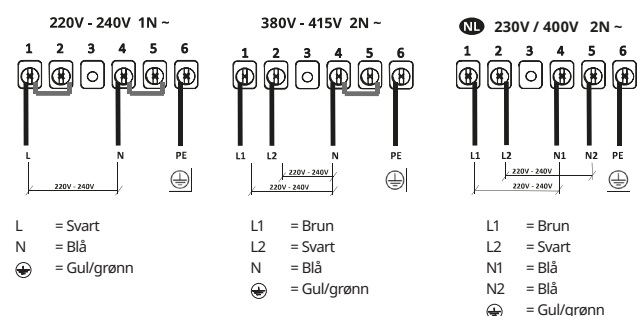 220V - 240V 1N ~
1 2 3 4 5 6
L N PE
220V - 240V
L = Svart
N = Blå
= Gul/grønn
380V - 415V 2N ~
1 2 3 4 5 6
L1 L2 N PE
220V - 240V
220V - 240V
L1 = Brun
L2 = Svart
N = Blå
= Gul/grønn
NL 230V / 400V 2N ~
1 2 3 4 5 6
L1 L2 N1 N2 PE
220V - 240V
220V - 240V
L1 = Brun
L2 = Svart
N1 = Blå
N2 = Blå
= Gul/grønn